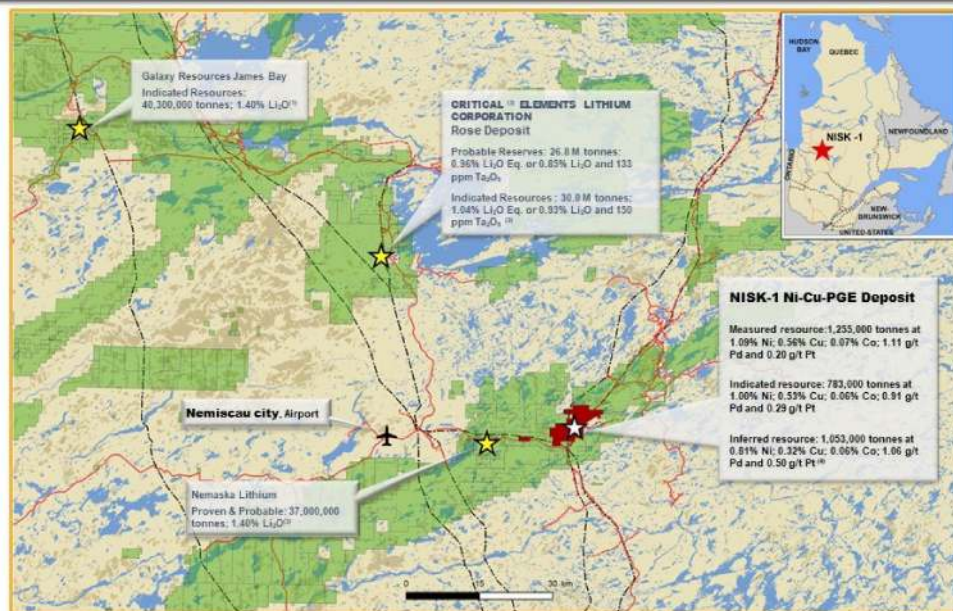 Galaxy Resources James Bay
Indicated Resources:
40,300,000 tonnes; 1.40% Li₂O⁽¹⁾
CRITICAL ⁽³⁾ ELEMENTS LITHIUM
CORPORATION
Rose Deposit
Probable Reserves: 26.8 M tonnes:
0.96% Li₂O Eq. or 0.85% Li₂O and 133
ppm Ta₂O₅
Indicated Resources : 30.0 M tonnes;
1.04% Li₂O Eq. or 0.93% Li₂O and 150
ppm Ta₂O₅ ⁽³⁾
HUDSON
BAY
QUEBEC
NEWFOUNDLAND
NISK -1
ONTARIO
NEW-
BRUNSWICK
UNITED-STATES
NISK-1 Ni-Cu-PGE Deposit
Measured resource:1,255,000 tonnes at
1.09% Ni; 0.56% Cu; 0.07% Co; 1.11 g/t
Pd and 0.20 g/t Pt
Indicated resource: 783,000 tonnes at
1.00% Ni; 0.53% Cu; 0.06% Co; 0.91 g/t
Pd and 0.29 g/t Pt
Inferred resource: 1,053,000 tonnes at
0.81% Ni; 0.32% Cu; 0.06% Co; 1.06 g/t
Pd and 0.50 g/t Pt ⁽⁴⁾
Nemiscau city, Airport
Nemaska Lithium
Proven & Probable: 37,000,000
tonnes; 1.40% Li₂O⁽²⁾
0 15 30 km